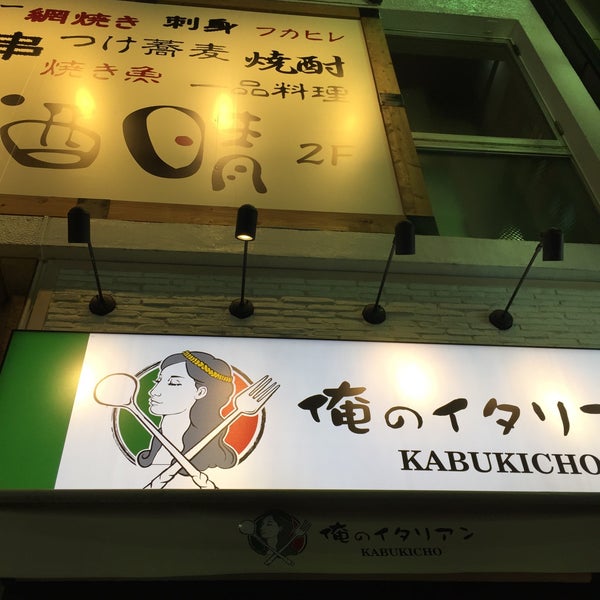 網焼き 刺身 フカヒレ
串 つけ蕎麦 焼酎
焼き魚 一品料理
酒晴 2F
俺のイタリア
KABUKICHO
俺のイタリアン
KABUKICHO